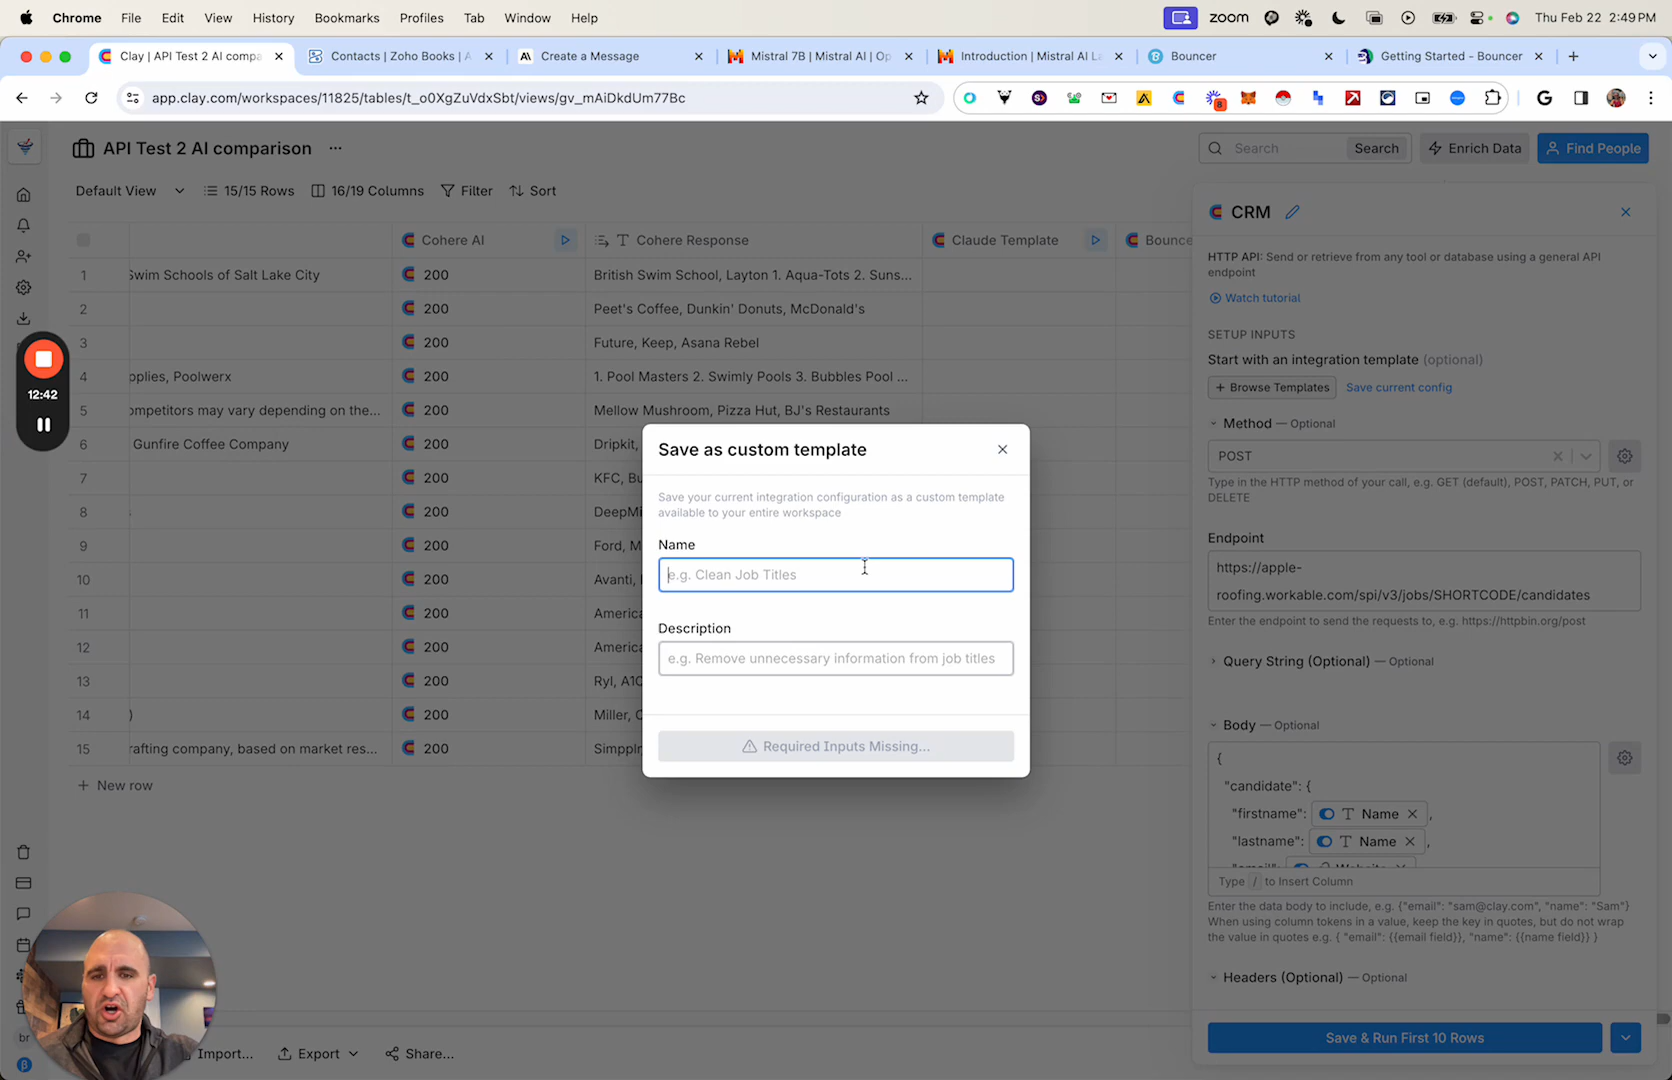 Chrome File Edit View History Bookmarks Profiles Tab Window Help
zoom Thu Feb 22 2:49 PM
Clay | API Test 2 AI compa
Contacts | Zoho Books | A
Create a Message
Mistral 7B | Mistral AI | Op
Introduction | Mistral AI La
Bouncer
Getting Started - Bouncer
app.clay.com/workspaces/11825/tables/t_o0XgZuVdxSbt/views/gv_mAiDkdUm77Bc
8
API Test 2 AI comparison ...
Search Search
Enrich Data
Find People
Default View 15/15 Rows 16/19 Columns Filter Sort
Cohere AI Cohere Response Claude Template Bounce
1 Swim Schools of Salt Lake City 200 British Swim School, Layton 1. Aqua-Tots 2. Suns...
2 200 Peet's Coffee, Dunkin' Donuts, McDonald's
3 200 Future, Keep, Asana Rebel
4 pplies, Poolwerx 200 1. Pool Masters 2. Swimly Pools 3. Bubbles Pool ...
5 ompetitors may vary depending on the... 200 Mellow Mushroom, Pizza Hut, BJ's Restaurants
6 Gunfire Coffee Company 200 Dripkit,
7 200 KFC, Bu
8 200 DeepMi
9 200 Ford, M
10 200 Avanti,
11 200 America
12 200 America
13 200 Ryl, A1C
14 ) 200 Miller, C
15 rafting company, based on market res... 200 Simppl
+ New row
12:42
Save as custom template
Save your current integration configuration as a custom template
available to your entire workspace
Name
e.g. Clean Job Titles
Description
e.g. Remove unnecessary information from job titles
Required Inputs Missing...
CRM
HTTP API: Send or retrieve from any tool or database using a general API
endpoint
Watch tutorial
SETUP INPUTS
Start with an integration template (optional)
+ Browse Templates Save current config
Method — Optional
POST
Type in the HTTP method of your call, e.g. GET (default), POST, PATCH, PUT, or
DELETE
Endpoint
https://apple-
roofing.workable.com/spi/v3/jobs/SHORTCODE/candidates
Enter the endpoint to send the requests to, e.g. https://httpbin.org/post
Query String (Optional) — Optional
Body — Optional
{
"candidate": {
"firstname": T Name ,
"lastname": T Name ,
"email": Website
Type / to Insert Column
Enter the data body to include, e.g. {"email": "sam@clay.com", "name": "Sam"}
When using column tokens in a value, keep the key in quotes, but do not wrap
the value in quotes e.g. { "email": {{email field}}, "name": {{name field}} }
Headers (Optional) — Optional
Save & Run First 10 Rows
br
Import... Export Share...